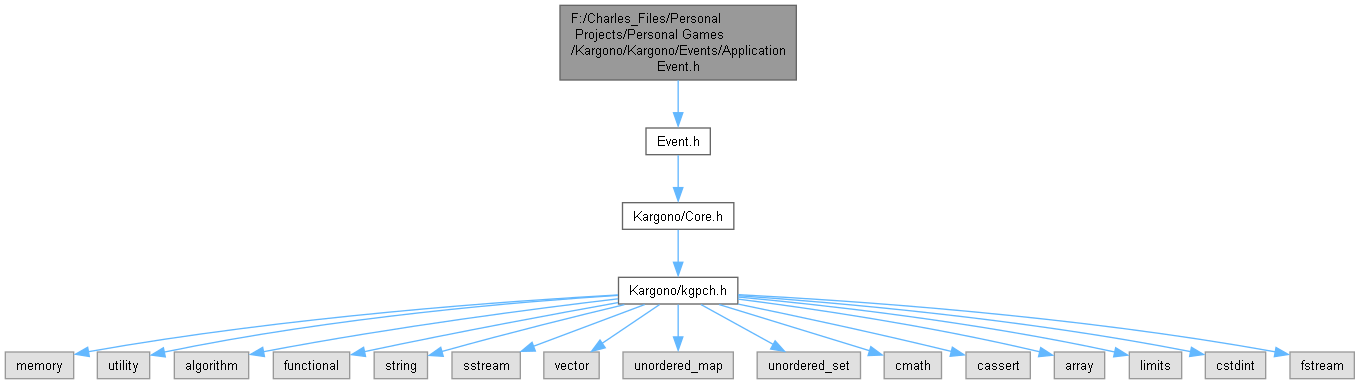 F:/Charles_Files/Personal
Projects/Personal Games
/Kargono/Kargono/Events/Application
Event.h
Event.h
Kargono/Core.h
Kargono/kgpch.h
memory
utility
algorithm
functional
string
sstream
vector
unordered_map
unordered_set
cmath
cassert
array
limits
cstdint
fstream